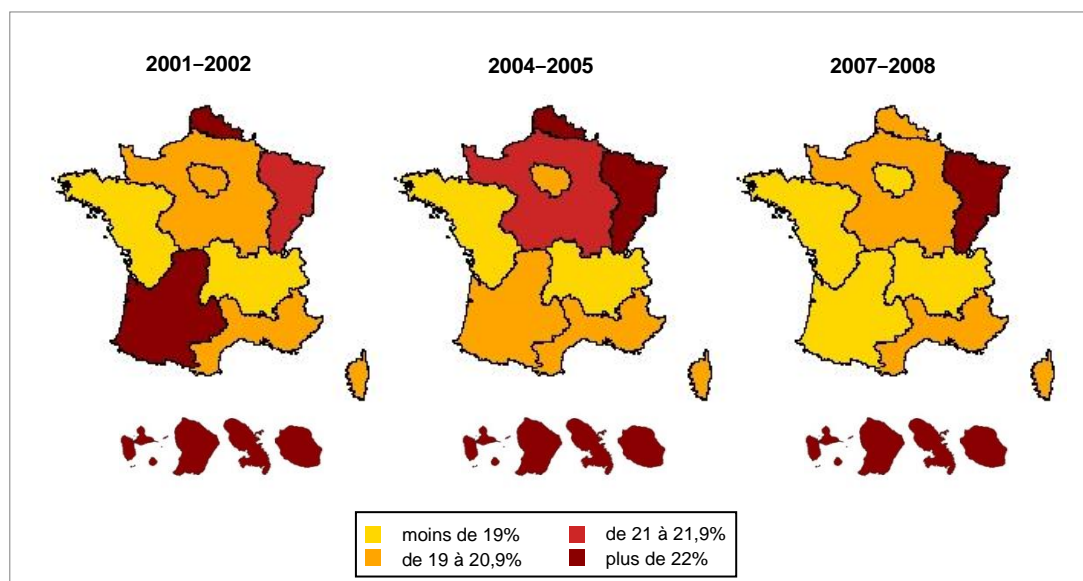 2001–2002
2004–2005
2007–2008
moins de 19%
de 21 à 21,9%
de 19 à 20,9%
plus de 22%